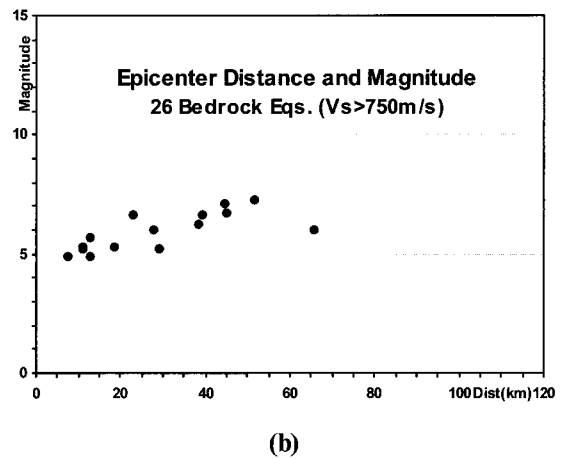 15
Magnitude
Epicenter Distance and Magnitude
26 Bedrock Eqs. (Vs>750m/s)
10
5
0
0 20 40 60 80 100 Dist(km) 120
(b)